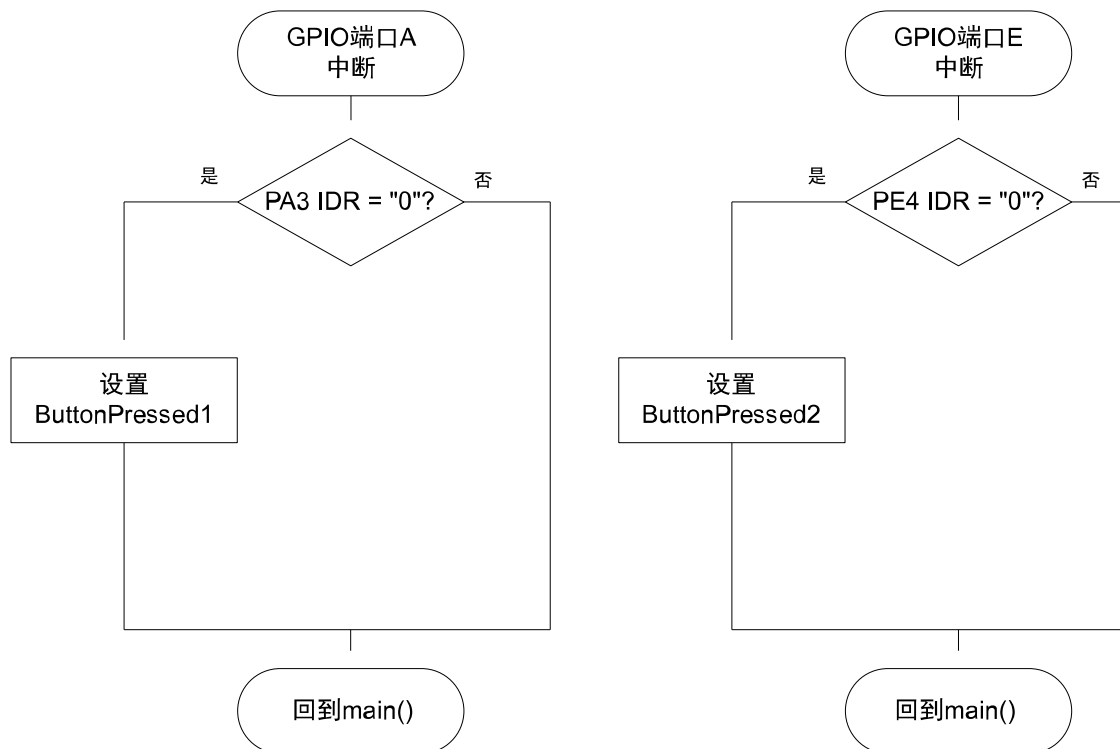 GPIO端口A
中断
是
PA3 IDR = "0"?
否
设置
ButtonPressed1
回到main()
GPIO端口E
中断
是
PE4 IDR = "0"?
否
设置
ButtonPressed2
回到main()